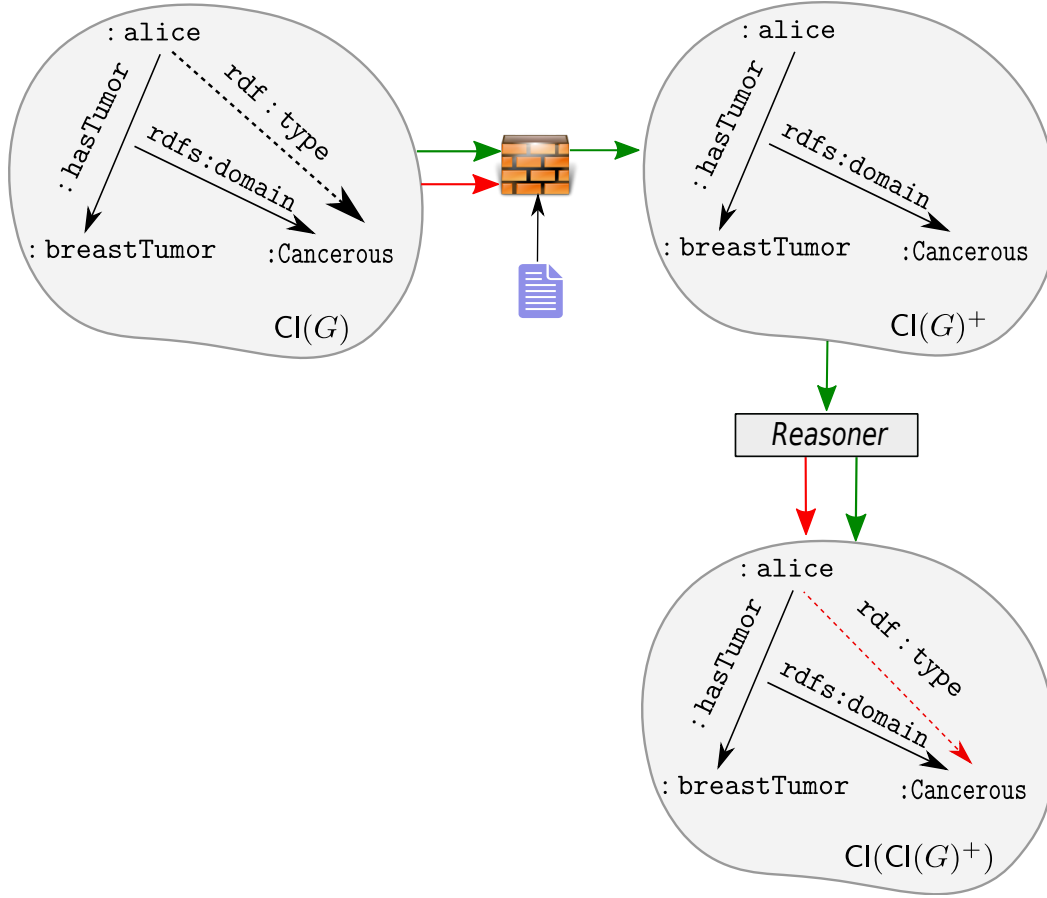 : alice
:hasTumor
rdf : type
rdfs:domain
: breastTumor
:Cancerous
Cl(G)
: alice
:hasTumor
rdfs:domain
: breastTumor
:Cancerous
Cl(G)+
Reasoner
: alice
:hasTumor
rdf : type
rdfs:domain
: breastTumor
:Cancerous
Cl(Cl(G)+)